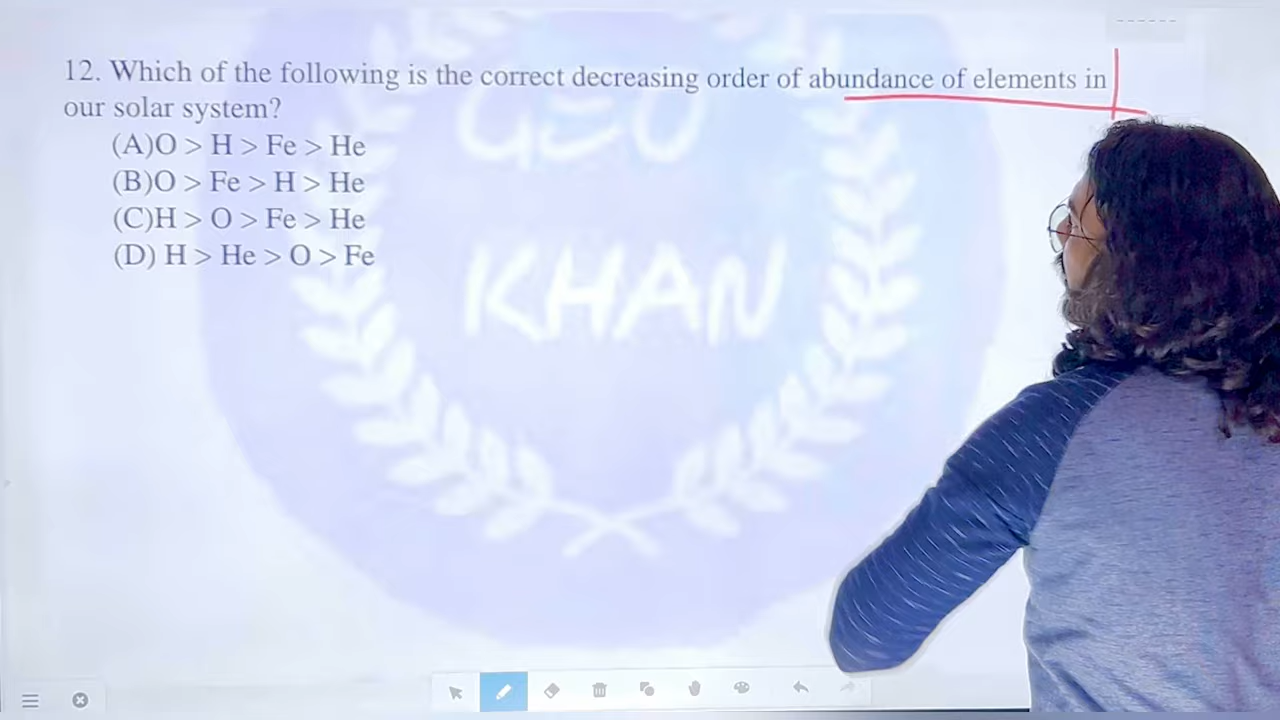 12. Which of the following is the correct decreasing order of abundance of elements in
our solar system?
(A)O > H > Fe > He
(B)O > Fe > H > He
(C)H > O > Fe > He
(D) H > He > O > Fe
GEO
KHAN